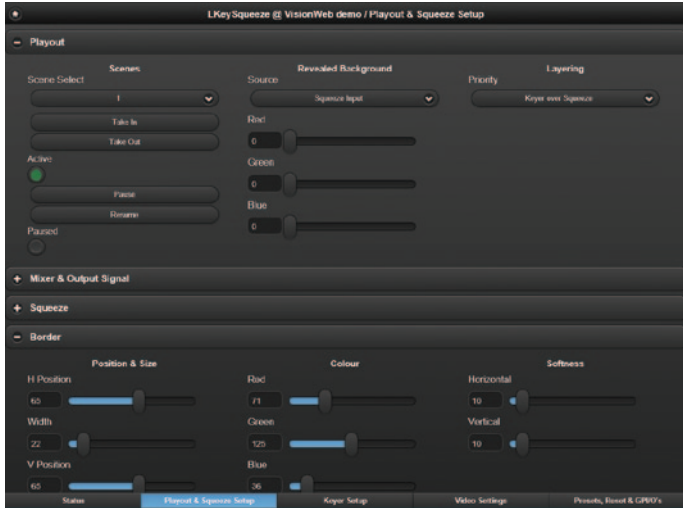 LKeySqueeze @ VisionWeb demo / Playout & Squeeze Setup
Playout
Scenes
Scene Select
1
Take In
Take Out
Active
Pause
Rename
Paused
Revealed Background
Source
Squeeze Input
Red
0
Green
0
Blue
0
Layering
Priority
Keyer over Squeeze
Mixer & Output Signal
Squeeze
Border
Position & Size
H Position
65
Width
22
V Position
65
Colour
Red
71
Green
125
Blue
36
Softness
Horizontal
10
Vertical
10
Status
Playout & Squeeze Setup
Keyer Setup
Video Settings
Presets, Reset & GPI/O's